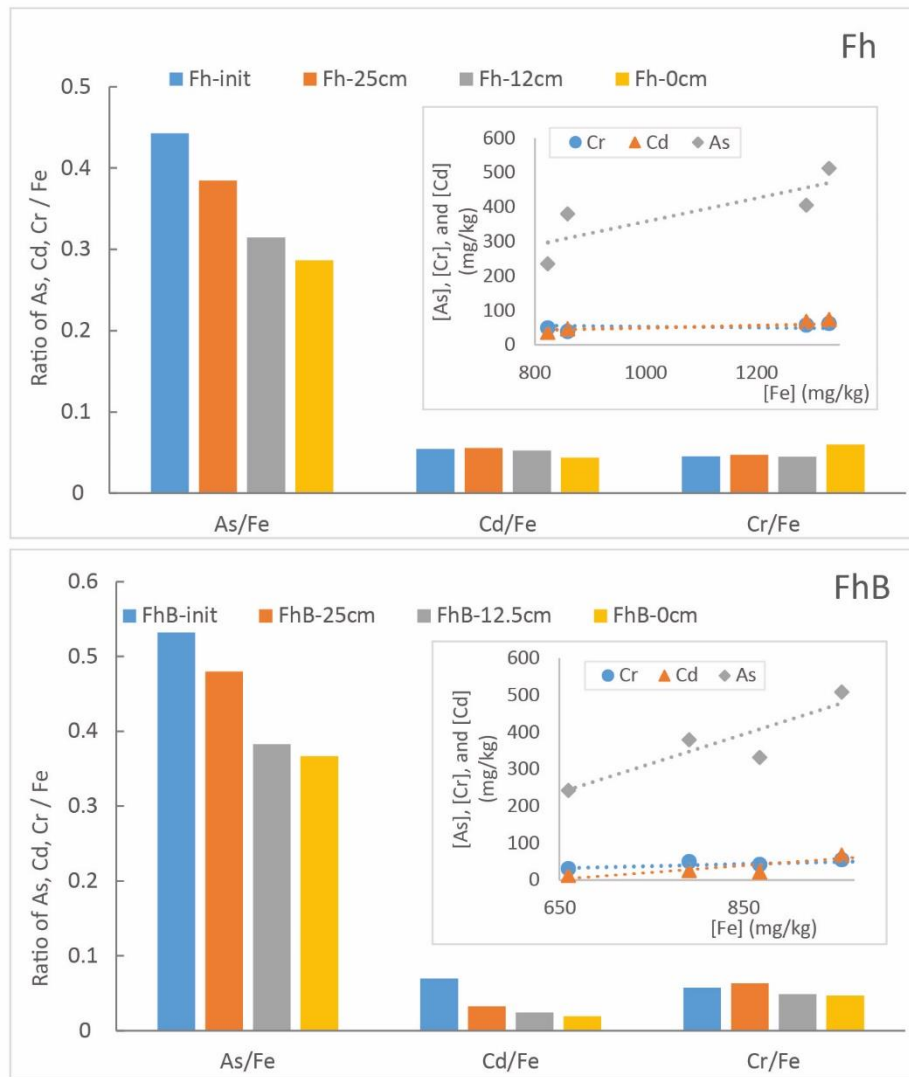 Fh
Fh-init Fh-25cm Fh-12cm Fh-0cm
Ratio of As, Cd, Cr / Fe
0.5
0.4
0.3
0.2
0.1
0
As/Fe Cd/Fe Cr/Fe
Cr Cd As
[As], [Cr], and [Cd]
(mg/kg)
600
500
400
300
200
100
0
800 1000 1200
[Fe] (mg/kg)
FhB
FhB-init FhB-25cm FhB-12.5cm FhB-0cm
Ratio of As, Cd, Cr / Fe
0.6
0.5
0.4
0.3
0.2
0.1
0
As/Fe Cd/Fe Cr/Fe
Cr Cd As
[As], [Cr], and [Cd]
(mg/kg)
600
500
400
300
200
100
0
650 850
[Fe] (mg/kg)